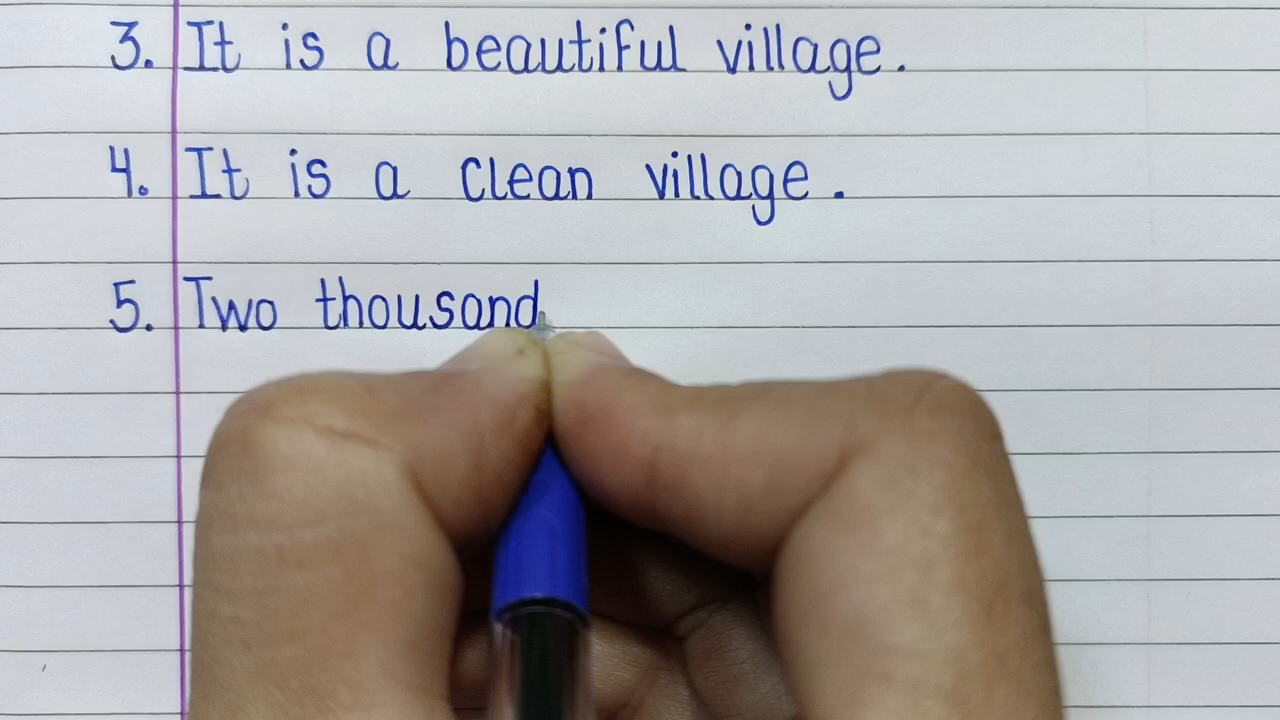 3. It is a beautiful village.
4. It is a clean village.
5. Two thousand